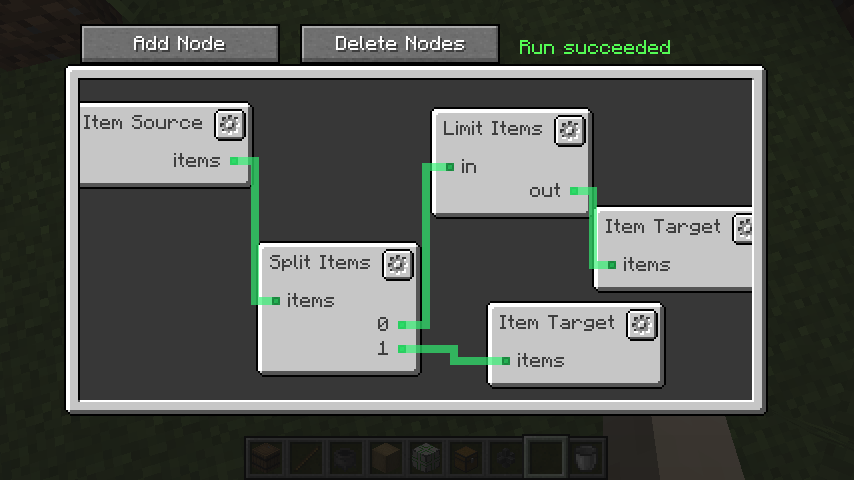 Add Node
Delete Nodes
Run succeeded
Item Source
items
Limit Items
in
out
Item Target
items
Split Items
items
0
1
Item Target
items